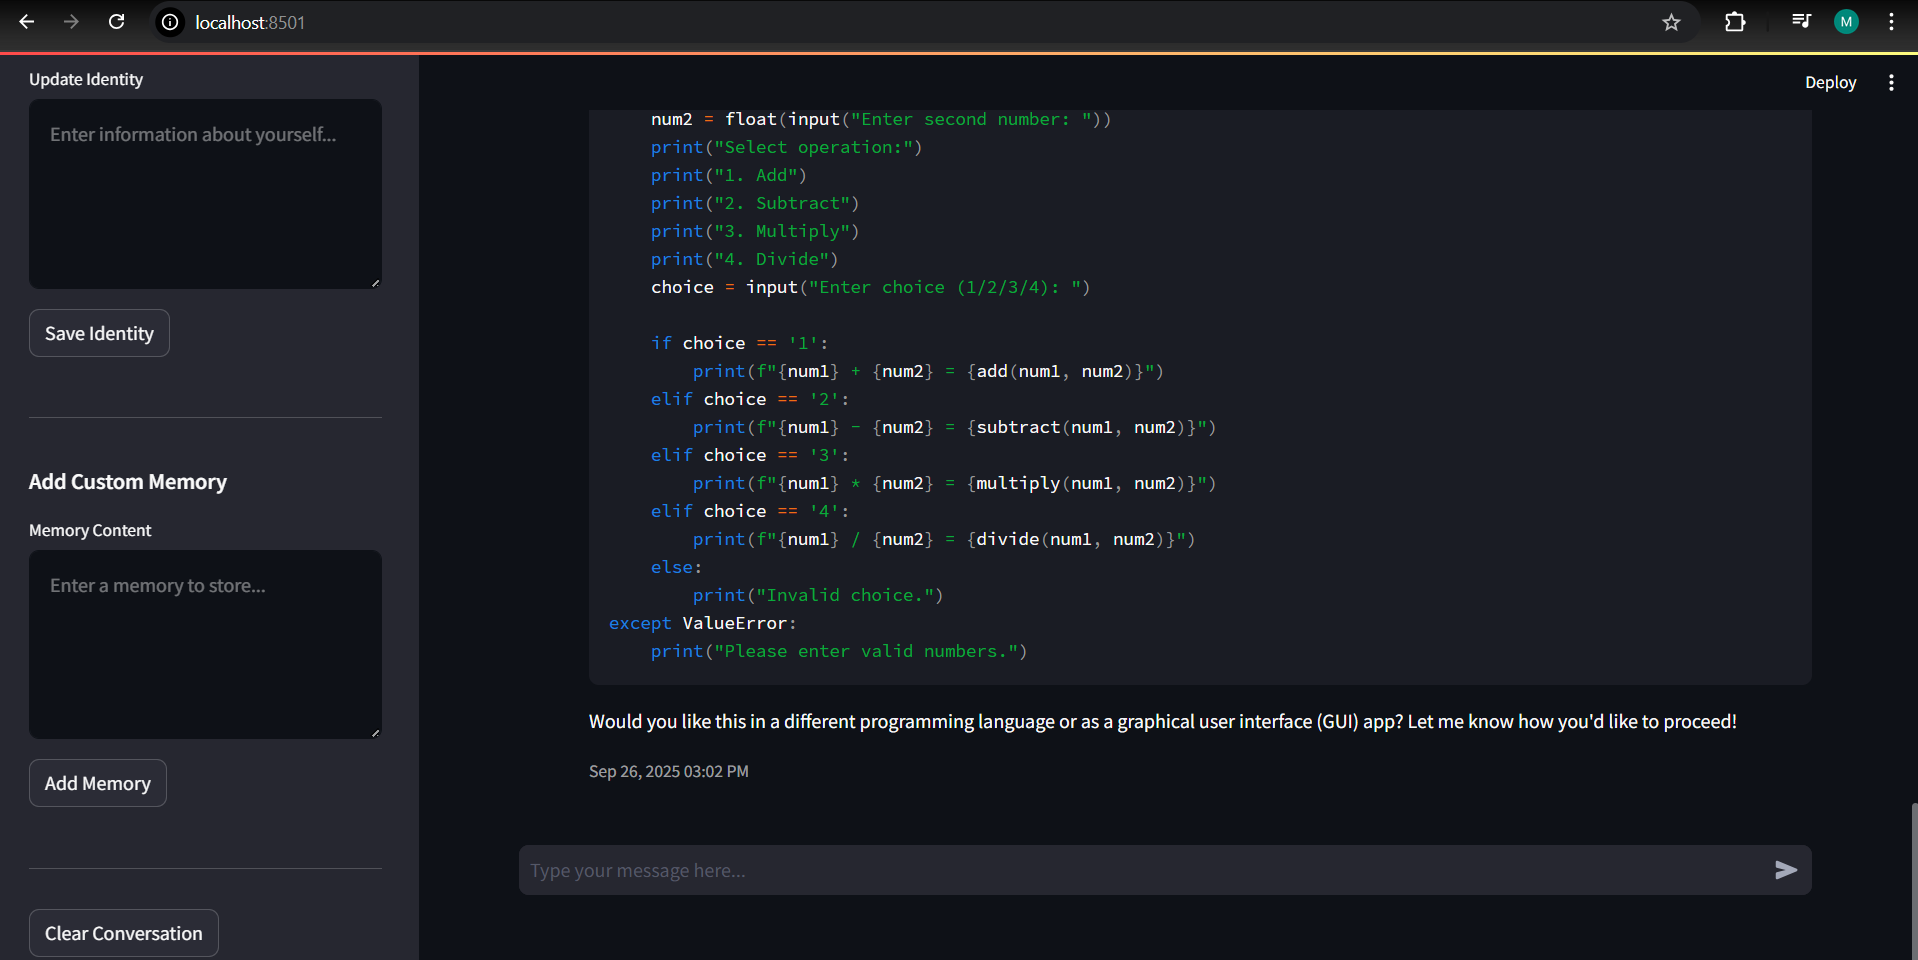 localhost:8501
M
Update Identity
Enter information about yourself...
Save Identity
Add Custom Memory
Memory Content
Enter a memory to store...
Add Memory
Clear Conversation
Deploy
    num2 = float(input("Enter second number: "))
    print("Select operation:")
    print("1. Add")
    print("2. Subtract")
    print("3. Multiply")
    print("4. Divide")
    choice = input("Enter choice (1/2/3/4): ")
    if choice == '1':
        print(f"{num1} + {num2} = {add(num1, num2)}")
    elif choice == '2':
        print(f"{num1} - {num2} = {subtract(num1, num2)}")
    elif choice == '3':
        print(f"{num1} * {num2} = {multiply(num1, num2)}")
    elif choice == '4':
        print(f"{num1} / {num2} = {divide(num1, num2)}")
    else:
        print("Invalid choice.")
except ValueError:
    print("Please enter valid numbers.")
Would you like this in a different programming language or as a graphical user interface (GUI) app? Let me know how you'd like to proceed!
Sep 26, 2025 03:02 PM
Type your message here...